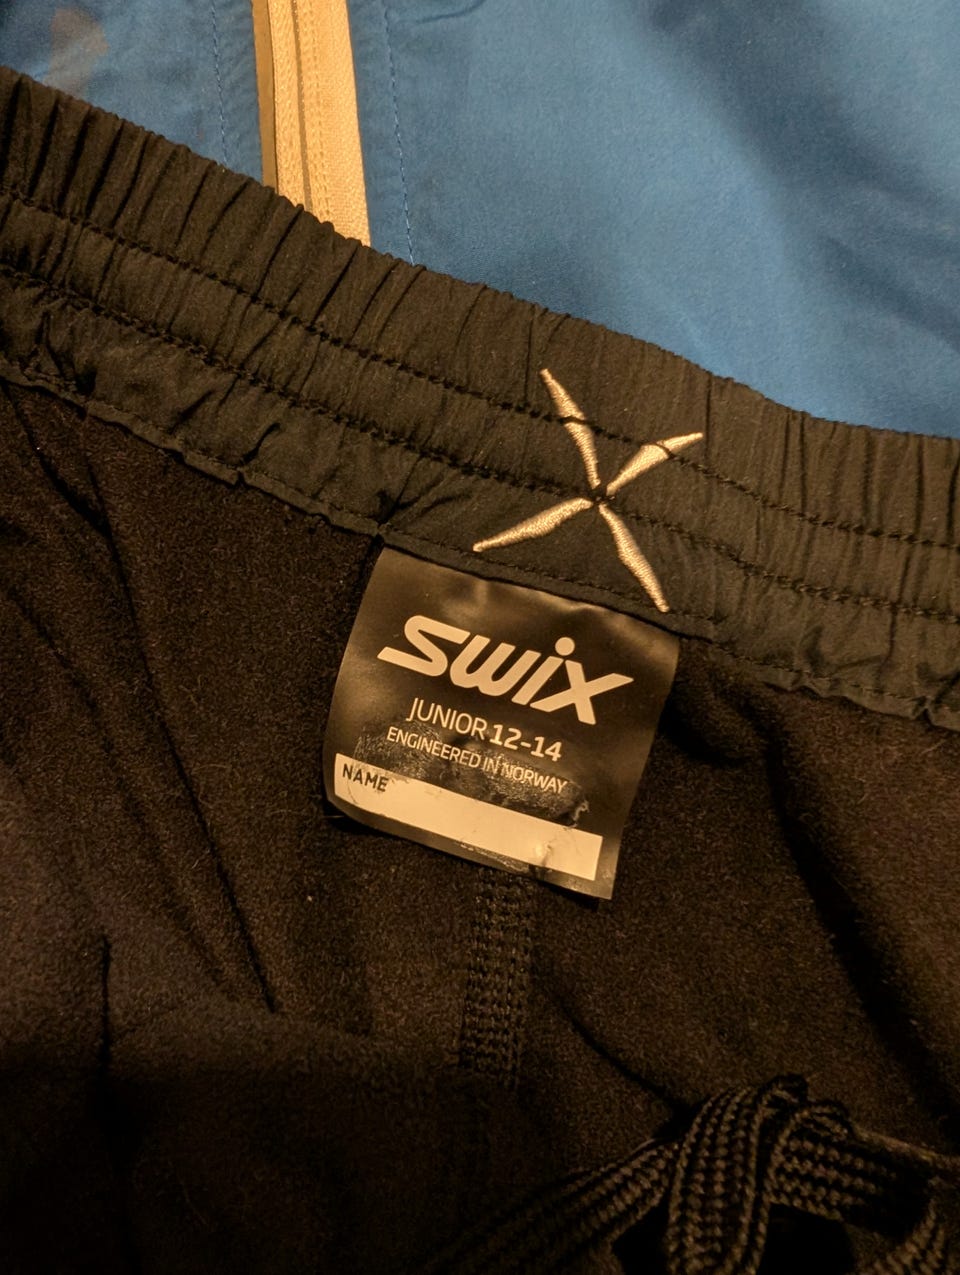 swix
JUNIOR 12-14
ENGINEERED IN NORWAY
NAME